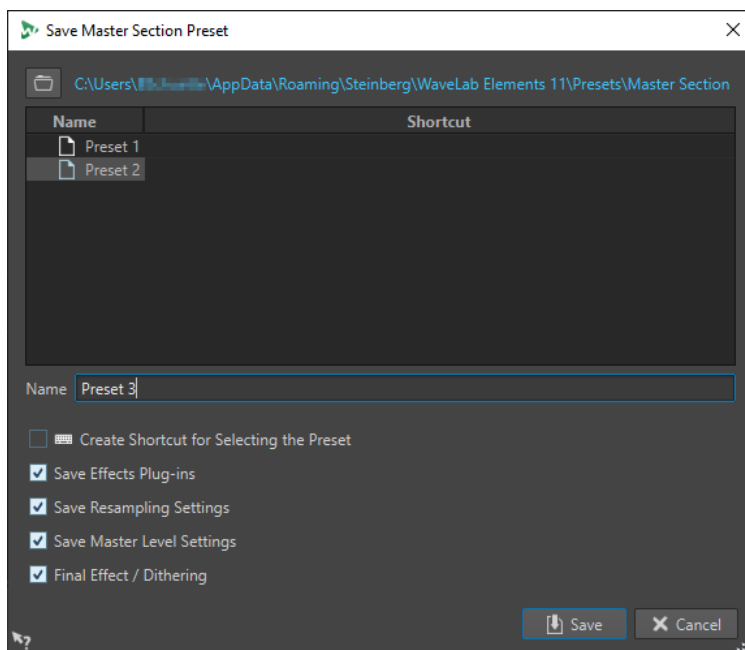 Save Master Section Preset
C:\Users\ \AppData\Roaming\Steinberg\WaveLab Elements 11\Presets\Master Section
Name Shortcut
Preset 1
Preset 2
Name Preset 3
Create Shortcut for Selecting the Preset
Save Effects Plug-ins
Save Resampling Settings
Save Master Level Settings
Final Effect / Dithering
Save Cancel
?